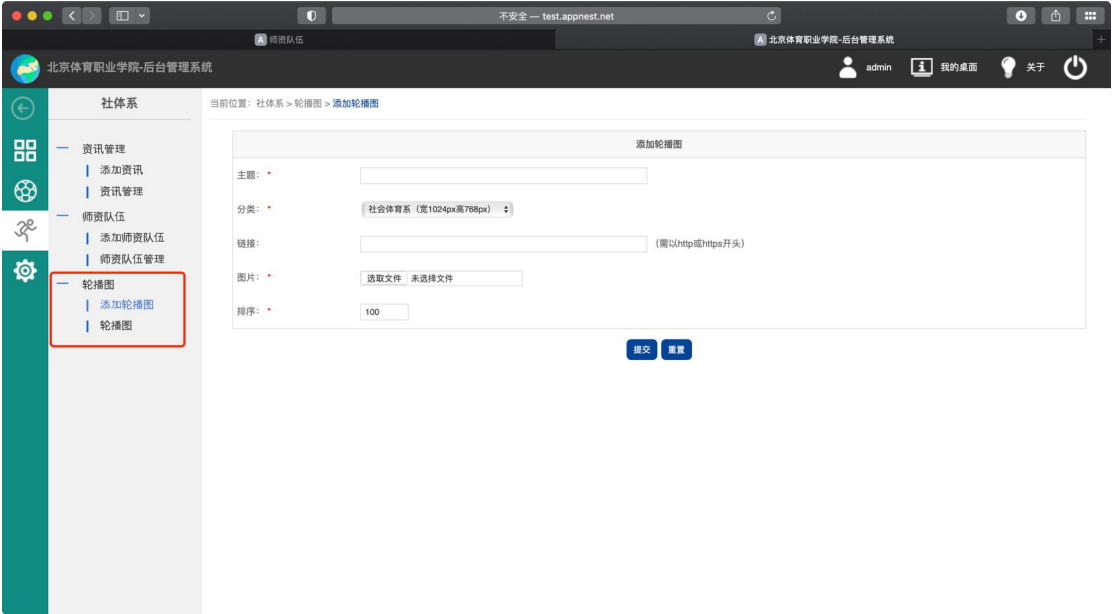 不安全 — test.appnest.net
A 师资队伍
A 北京体育职业学院-后台管理系统
北京体育职业学院-后台管理系统
admin
我的桌面
关于
社体系
资讯管理
添加资讯
资讯管理
师资队伍
添加师资队伍
师资队伍管理
轮播图
添加轮播图
轮播图
当前位置：社体系 > 轮播图 > 添加轮播图
添加轮播图
主题： *
分类： * 社会体育系（宽1024px高768px）
链接： （需以http或https开头）
图片： * 选取文件 未选择文件
排序： * 100
提交 重置